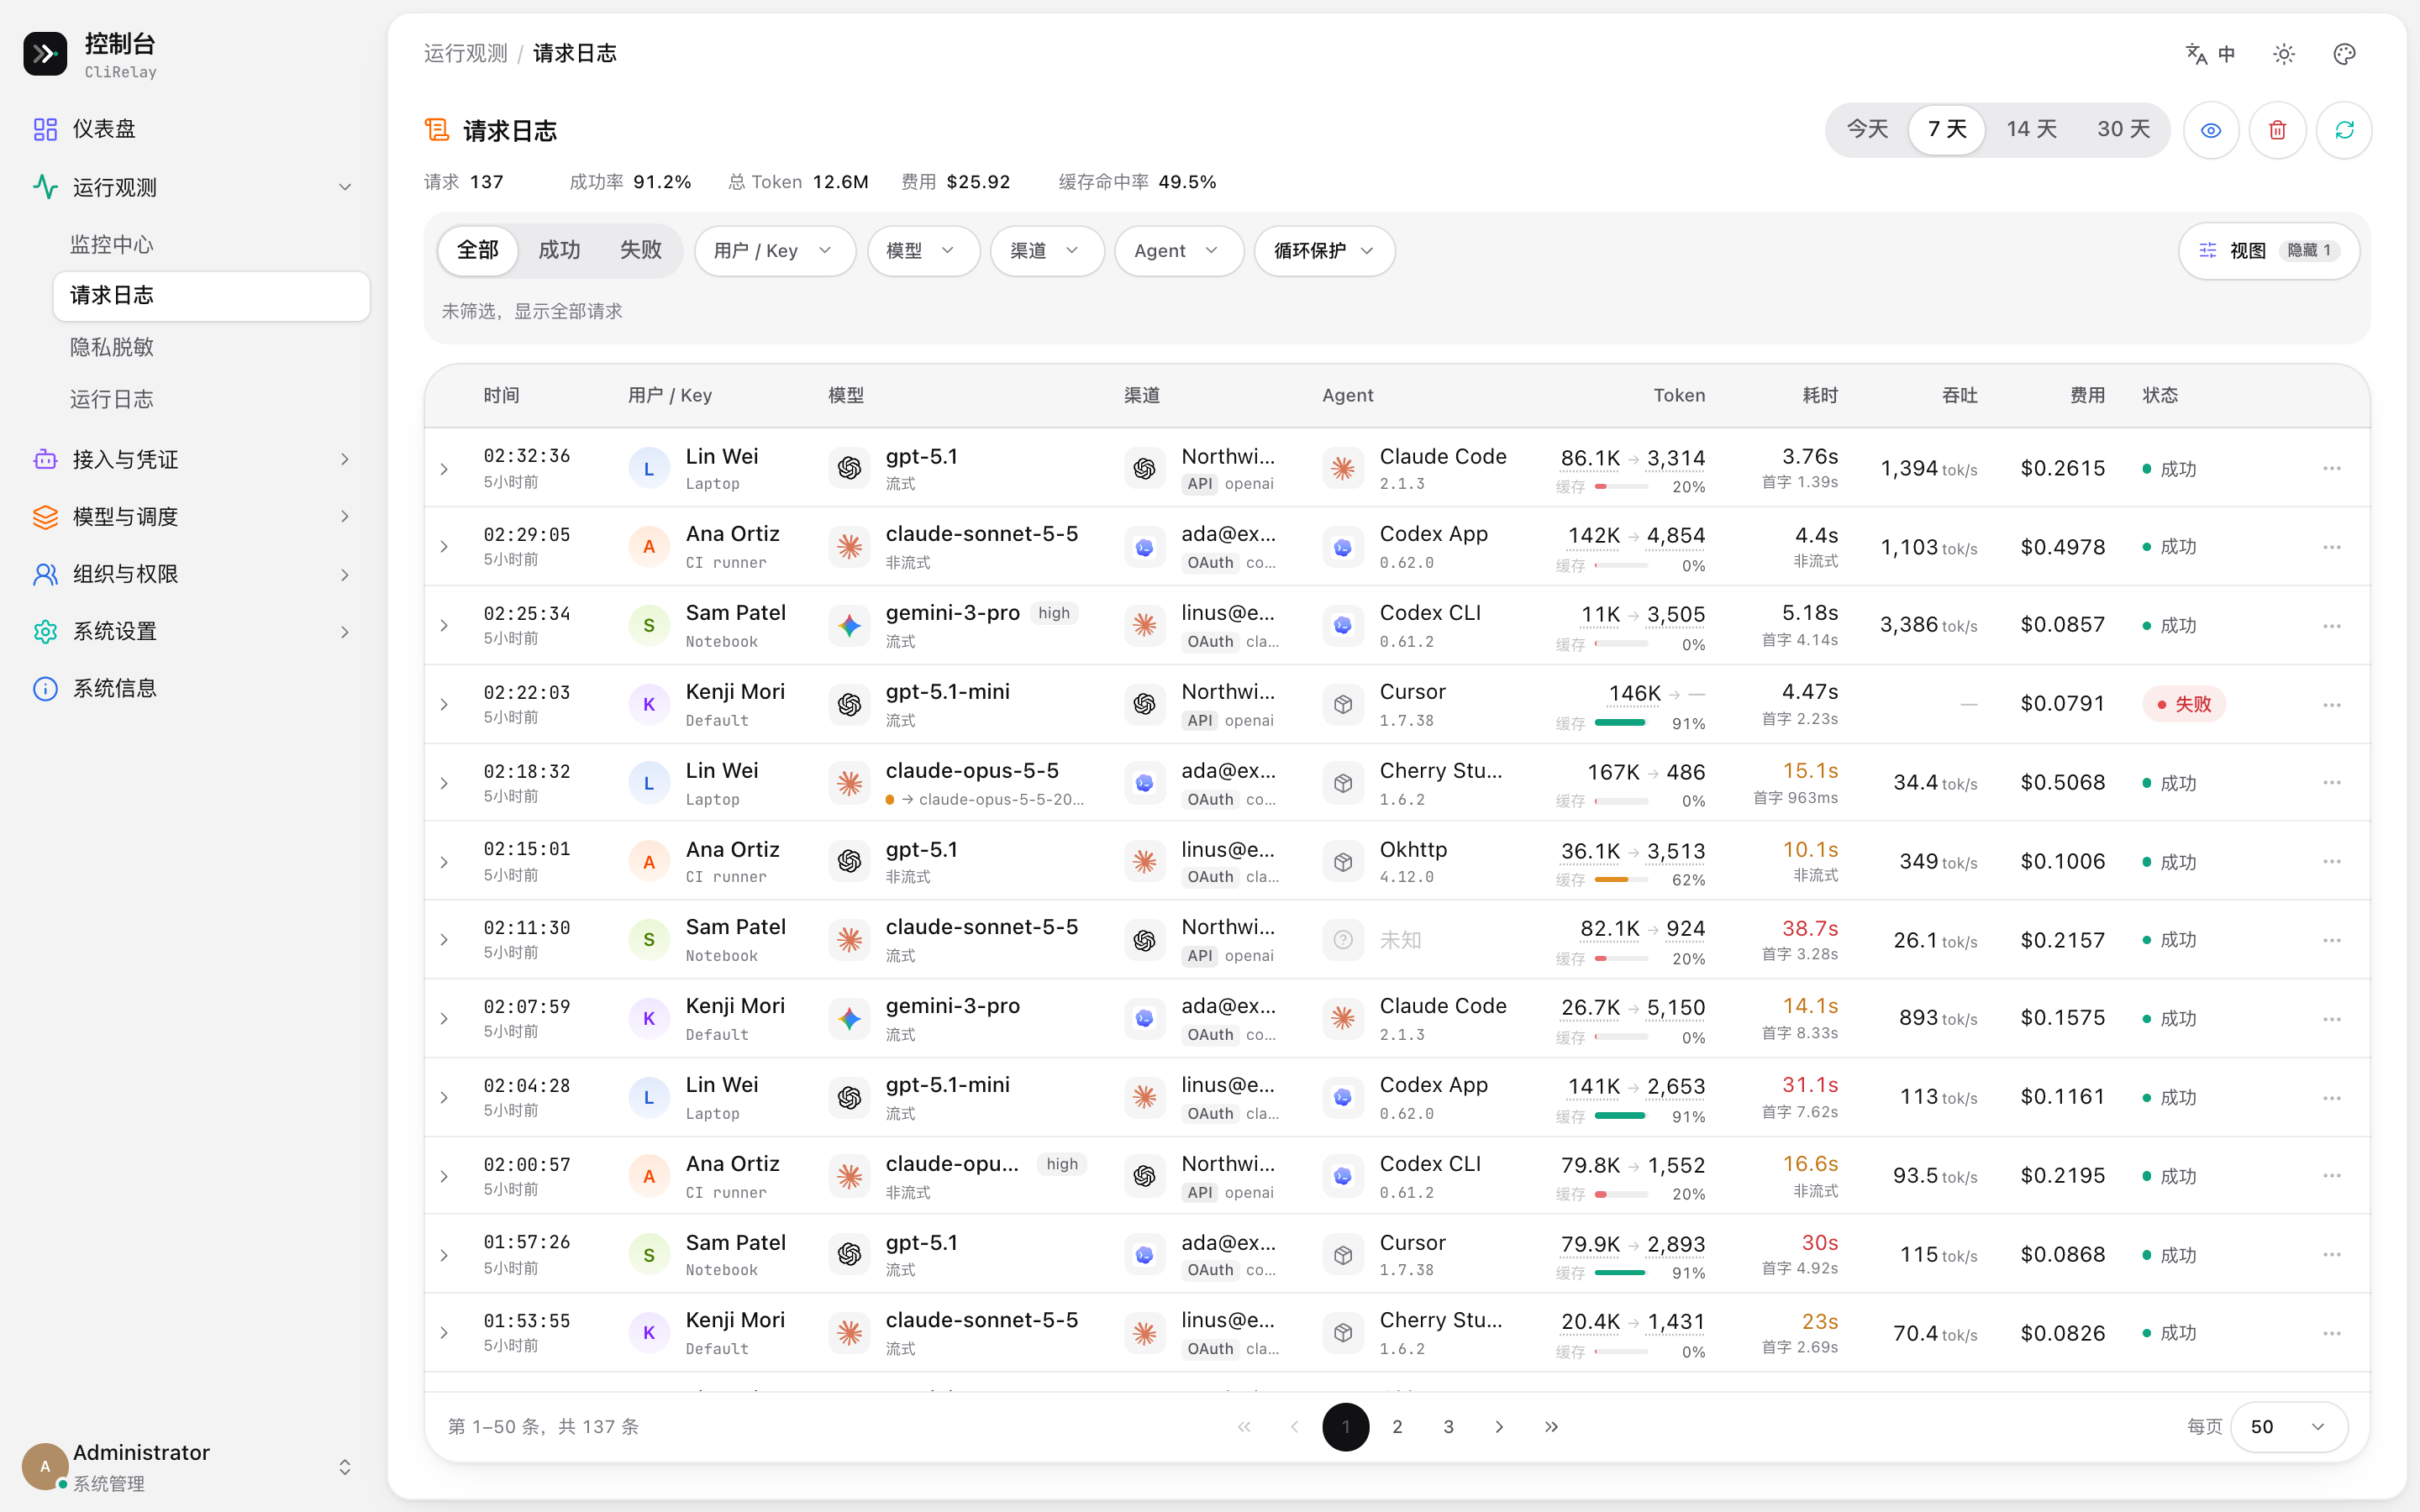 控制台
CliRelay
仪表盘
运行观测
监控中心
请求日志
隐私脱敏
运行日志
接入与凭证
模型与调度
组织与权限
系统设置
系统信息
A
Administrator
系统管理
运行观测 / 请求日志
中
请求日志
今天 7 天 14 天 30 天
请求 137 成功率 91.2% 总 Token 12.6M 费用 $25.92 缓存命中率 49.5%
全部 成功 失败 用户 / Key 模型 渠道 Agent 循环保护 视图 隐藏 1
未筛选，显示全部请求
时间 用户 / Key 模型 渠道 Agent Token 耗时 吞吐 费用 状态
02:32:36 L Lin Wei gpt-5.1 Northwi... Claude Code 86.1K → 3,314 3.76s 1,394 tok/s $0.2615 成功
5小时前 Laptop 流式 API openai 2.1.3 缓存 20% 首字 1.39s
02:29:05 A Ana Ortiz claude-sonnet-5-5 ada@ex... Codex App 142K → 4,854 4.4s 1,103 tok/s $0.4978 成功
5小时前 CI runner 非流式 OAuth co... 0.62.0 缓存 0% 非流式
02:25:34 S Sam Patel gemini-3-pro high linus@e... Codex CLI 11K → 3,505 5.18s 3,386 tok/s $0.0857 成功
5小时前 Notebook 流式 OAuth cla... 0.61.2 缓存 0% 首字 4.14s
02:22:03 K Kenji Mori gpt-5.1-mini Northwi... Cursor 146K → — 4.47s — $0.0791 失败
5小时前 Default 流式 API openai 1.7.38 缓存 91% 首字 2.23s
02:18:32 L Lin Wei claude-opus-5-5 ada@ex... Cherry Stu... 167K → 486 15.1s 34.4 tok/s $0.5068 成功
5小时前 Laptop → claude-opus-5-5-20... OAuth co... 1.6.2 缓存 0% 首字 963ms
02:15:01 A Ana Ortiz gpt-5.1 linus@e... Okhttp 36.1K → 3,513 10.1s 349 tok/s $0.1006 成功
5小时前 CI runner 非流式 OAuth cla... 4.12.0 缓存 62% 非流式
02:11:30 S Sam Patel claude-sonnet-5-5 Northwi... 未知 82.1K → 924 38.7s 26.1 tok/s $0.2157 成功
5小时前 Notebook 流式 API openai 缓存 20% 首字 3.28s
02:07:59 K Kenji Mori gemini-3-pro ada@ex... Claude Code 26.7K → 5,150 14.1s 893 tok/s $0.1575 成功
5小时前 Default 流式 OAuth co... 2.1.3 缓存 0% 首字 8.33s
02:04:28 L Lin Wei gpt-5.1-mini linus@e... Codex App 141K → 2,653 31.1s 113 tok/s $0.1161 成功
5小时前 Laptop 流式 OAuth cla... 0.62.0 缓存 91% 首字 7.62s
02:00:57 A Ana Ortiz claude-opu... high Northwi... Codex CLI 79.8K → 1,552 16.6s 93.5 tok/s $0.2195 成功
5小时前 CI runner 非流式 API openai 0.61.2 缓存 20% 非流式
01:57:26 S Sam Patel gpt-5.1 ada@ex... Cursor 79.9K → 2,893 30s 115 tok/s $0.0868 成功
5小时前 Notebook 流式 OAuth co... 1.7.38 缓存 91% 首字 4.92s
01:53:55 K Kenji Mori claude-sonnet-5-5 linus@e... Cherry Stu... 20.4K → 1,431 23s 70.4 tok/s $0.0826 成功
5小时前 Default 流式 OAuth cla... 1.6.2 缓存 0% 首字 2.69s
第 1–50 条，共 137 条 « ‹ 1 2 3 › » 每页 50